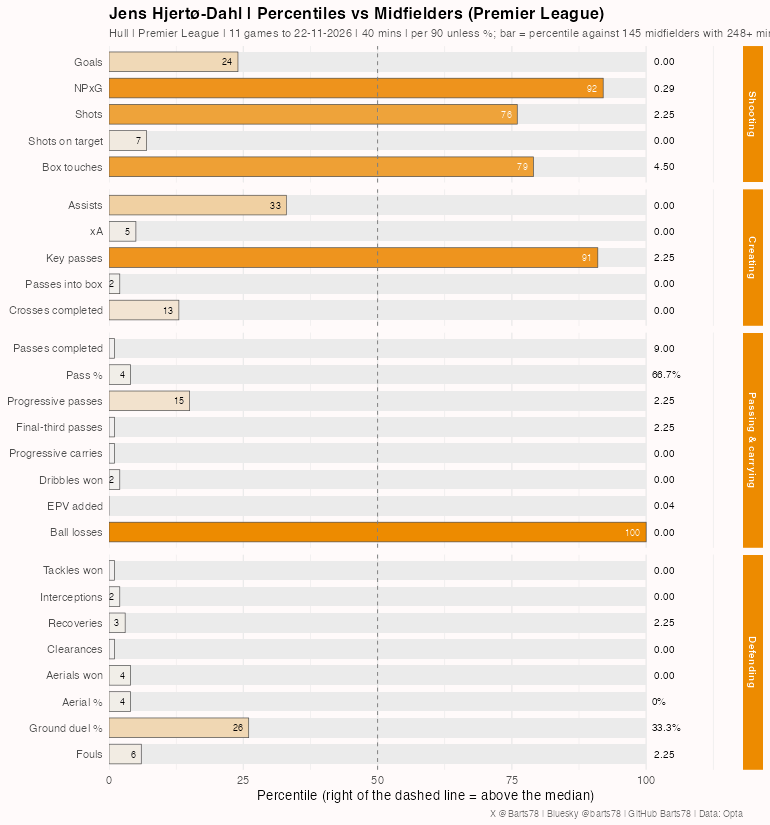 Jens Hjertø-Dahl | Percentiles vs Midfielders (Premier League)
Hull | Premier League | 11 games to 22-11-2026 | 40 mins | per 90 unless %; bar = percentile against 145 midfielders with 248+
Goals 24 0.00
NPxG 92 0.29
Shots 76 2.25
Shots on target 7 0.00
Box touches 79 4.50
Shooting
Assists 33 0.00
xA 5 0.00
Key passes 91 2.25
Passes into box 2 0.00
Crosses completed 13 0.00
Creating
Passes completed 9.00
Pass % 4 66.7%
Progressive passes 15 2.25
Final-third passes 2.25
Progressive carries 0.00
Dribbles won 2 0.00
EPV added 0.04
Ball losses 100 0.00
Passing & carrying
Tackles won 0.00
Interceptions 2 0.00
Recoveries 3 2.25
Clearances 0.00
Aerials won 4 0.00
Aerial % 4 0%
Ground duel % 26 33.3%
Fouls 6 2.25
Defending
0 25 50 75 100
Percentile (right of the dashed line = above the median)
X @Barts78 | Bluesky @barts78 | GitHub Barts78 | Data: Opta